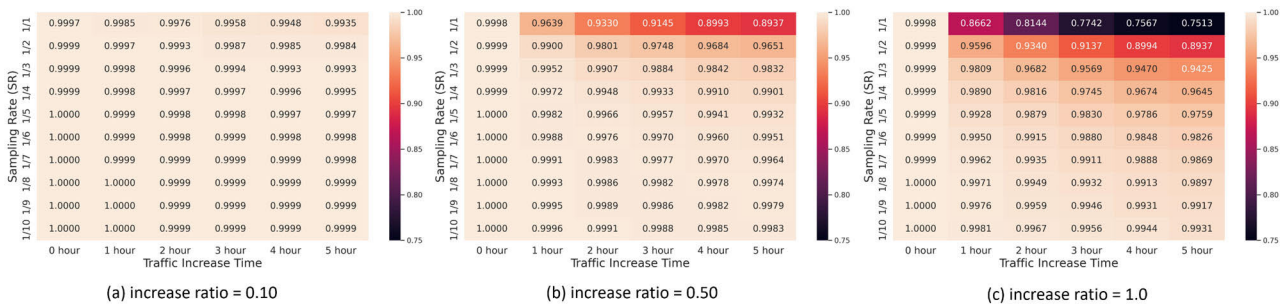 Sampling Rate (SR)
1/1 0.9997 0.9985 0.9976 0.9958 0.9948 0.9935
1/2 0.9999 0.9997 0.9993 0.9987 0.9985 0.9984
1/3 0.9999 0.9998 0.9996 0.9994 0.9993 0.9993
1/4 0.9999 0.9998 0.9997 0.9997 0.9996 0.9995
1/5 1.0000 0.9999 0.9998 0.9998 0.9997 0.9997
1/6 1.0000 0.9999 0.9999 0.9998 0.9998 0.9998
1/7 1.0000 0.9999 0.9999 0.9999 0.9999 0.9998
1/8 1.0000 1.0000 0.9999 0.9999 0.9999 0.9999
1/9 1.0000 1.0000 0.9999 0.9999 0.9999 0.9999
1/10 1.0000 1.0000 0.9999 0.9999 0.9999 0.9999
0 hour 1 hour 2 hour 3 hour 4 hour 5 hour
Traffic Increase Time
1.00
0.95
0.90
0.85
0.80
0.75
(a) increase ratio = 0.10
Sampling Rate (SR)
1/1 0.9998 0.9639 0.9330 0.9145 0.8993 0.8937
1/2 0.9999 0.9900 0.9801 0.9748 0.9684 0.9651
1/3 0.999 0.9952 0.9907 0.9884 0.9842 0.9832
1/4 0.9999 0.9972 0.9948 0.9933 0.9910 0.9901
1/5 1.0000 0.9982 0.9966 0.9957 0.9941 0.9932
1/6 1.0000 0.9988 0.9976 0.9970 0.9960 0.9951
1/7 1.0000 0.9991 0.9983 0.9977 0.9970 0.9964
1/8 1.0000 0.9993 0.9986 0.9982 0.9978 0.9974
1/9 1.0000 0.9995 0.9989 0.9986 0.9982 0.9979
1/10 1.0000 0.9996 0.9991 0.9988 0.9985 0.9983
0 hour 1 hour 2 hour 3 hour 4 hour 5 hour
Traffic Increase Time
1.00
0.95
0.90
0.85
0.80
0.75
(b) increase ratio = 0.50
Sampling Rate (SR)
1/1 0.9998 0.8662 0.8144 0.7742 0.7567 0.7513
1/2 0.9999 0.9596 0.9340 0.9137 0.8994 0.8937
1/3 0.9999 0.9809 0.9682 0.9569 0.9470 0.9425
1/4 0.9999 0.9890 0.9816 0.9745 0.9674 0.9645
1/5 0.9999 0.9928 0.9879 0.9830 0.9786 0.9759
1/6 0.9999 0.9950 0.9915 0.9880 0.9848 0.9826
1/7 0.9999 0.9962 0.9935 0.9911 0.9888 0.9869
1/8 1.0000 0.9971 0.9949 0.9932 0.9913 0.9897
1/9 1.0000 0.9976 0.9959 0.9946 0.9931 0.9917
1/10 1.0000 0.9981 0.9967 0.9956 0.9944 0.9931
0 hour 1 hour 2 hour 3 hour 4 hour 5 hour
Traffic Increase Time
1.00
0.95
0.90
0.85
0.80
0.75
(c) increase ratio = 1.0